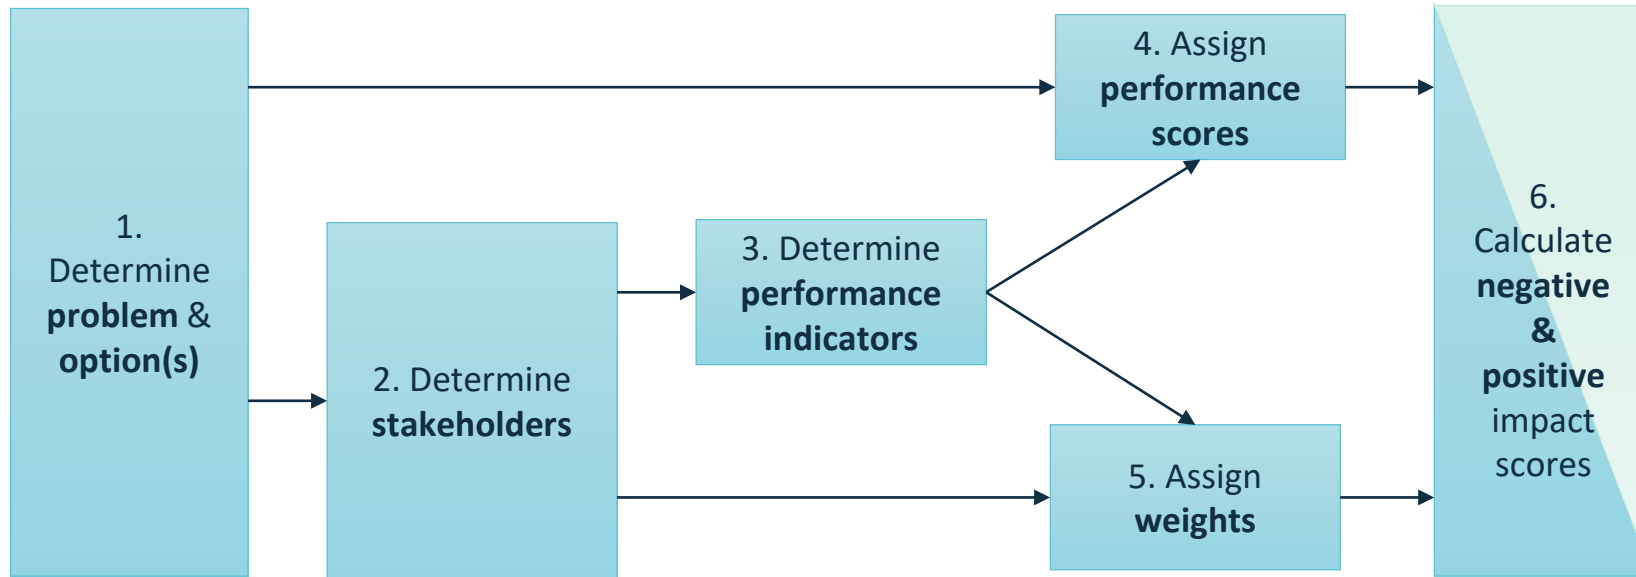 1.
Determine
problem &
option(s)
2. Determine
stakeholders
3. Determine
performance
indicators
4. Assign
performance
scores
5. Assign
weights
6.
Calculate
negative
&
positive
impact
scores